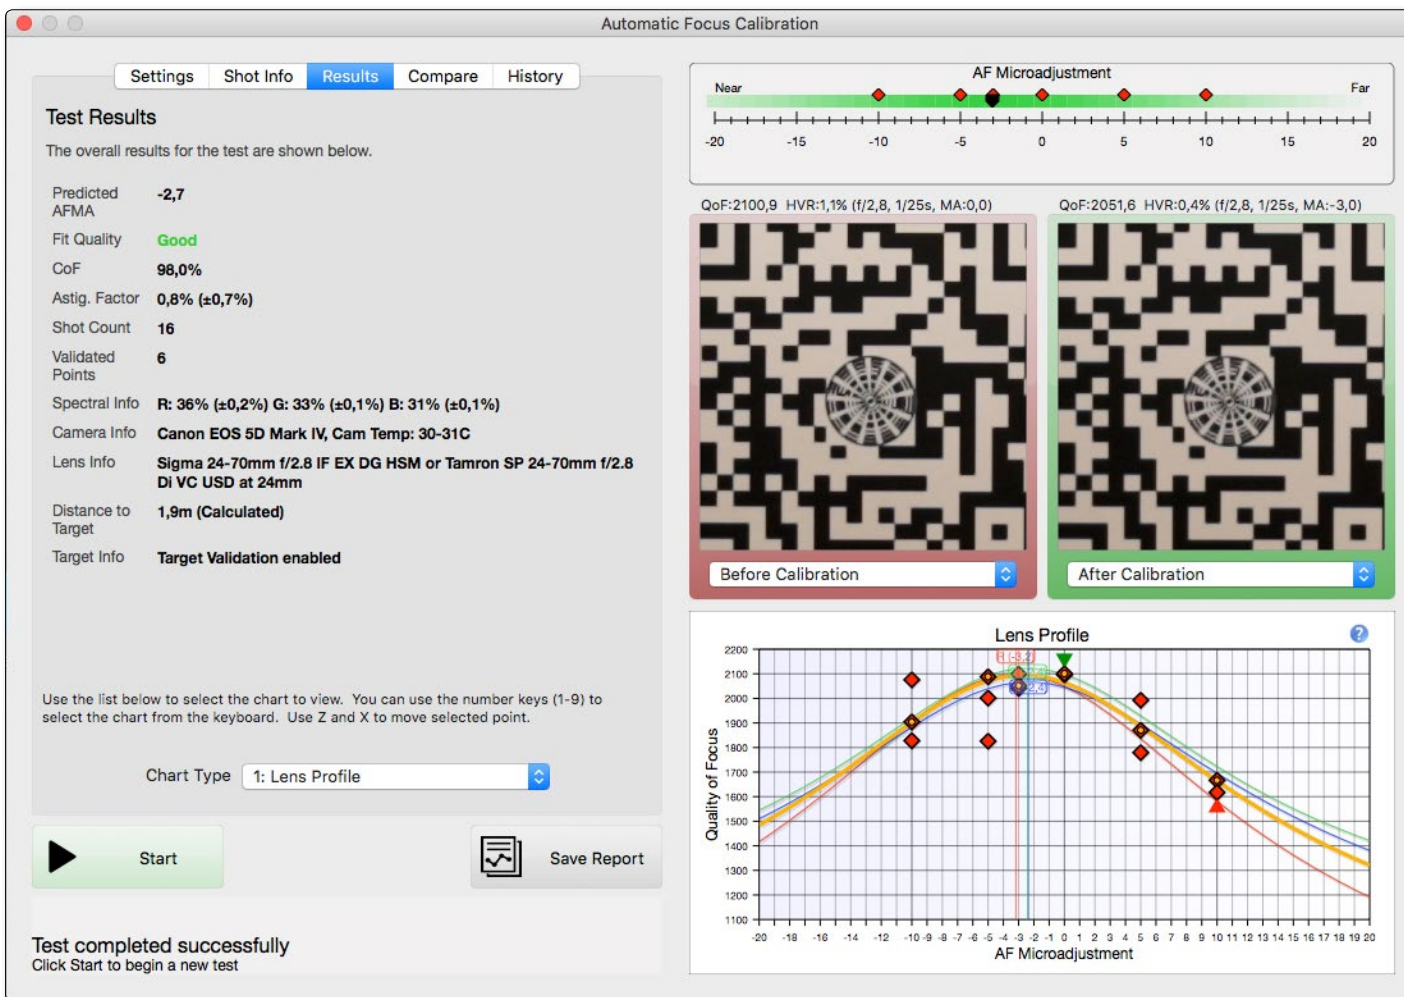 Automatic Focus Calibration
Settings Shot Info Results Compare History
Test Results
The overall results for the test are shown below.
Predicted AFMA
-2,7
Fit Quality
Good
CoF
98,0%
Astig. Factor
0,8% (±0,7%)
Shot Count
16
Validated Points
6
Spectral Info
R: 36% (±0,2%) G: 33% (±0,1%) B: 31% (±0,1%)
Camera Info
Canon EOS 5D Mark IV, Cam Temp: 30-31C
Lens Info
Sigma 24-70mm f/2.8 IF EX DG HSM or Tamron SP 24-70mm f/2.8
Di VC USD at 24mm
Distance to Target
1,9m (Calculated)
Target Info
Target Validation enabled
Use the list below to select the chart to view. You can use the number keys (1-9) to
select the chart from the keyboard. Use Z and X to move selected point.
Chart Type
1: Lens Profile
Start
Save Report
Test completed successfully
Click Start to begin a new test
AF Microadjustment
Near
Far
-20 -15 -10 -5 0 5 10 15 20
QoF:2100,9 HVR:1,1% (f/2,8, 1/25s, MA:0,0)
QoF:2051,6 HVR:0,4% (f/2,8, 1/25s, MA:-3,0)
Before Calibration
After Calibration
Lens Profile
?
R (-3,2)
2,4
Quality of Focus
2200
2100
2000
1900
1800
1700
1600
1500
1400
1300
1200
1100
-20 -18 -16 -14 -12 -10 -9 -8 -7 -6 -5 -4 -3 -2 -1 0 1 2 3 4 5 6 7 8 9 10 11 12 13 14 15 16 17 18 19 20
AF Microadjustment